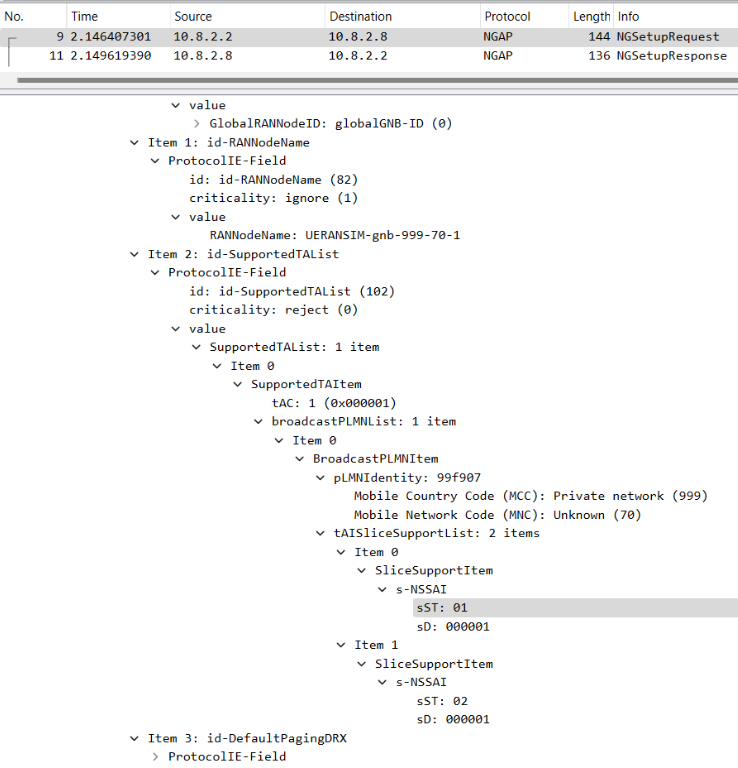 No. Time Source Destination Protocol Length Info
9 2.146407301 10.8.2.2 10.8.2.8 NGAP 144 NGSetupRequest
11 2.149619390 10.8.2.8 10.8.2.2 NGAP 136 NGSetupResponse
value
GlobalRANNodeID: globalGNB-ID (0)
Item 1: id-RANNodeName
ProtocolIE-Field
id: id-RANNodeName (82)
criticality: ignore (1)
value
RANNodeName: UERANSIM-gnb-999-70-1
Item 2: id-SupportedTAList
ProtocolIE-Field
id: id-SupportedTAList (102)
criticality: reject (0)
value
SupportedTAList: 1 item
Item 0
SupportedTAItem
tAC: 1 (0x000001)
broadcastPLMNList: 1 item
Item 0
BroadcastPLMNItem
pLMNIdentity: 99f907
Mobile Country Code (MCC): Private network (999)
Mobile Network Code (MNC): Unknown (70)
tAISliceSupportList: 2 items
Item 0
SliceSupportItem
s-NSSAI
sST: 01
sD: 000001
Item 1
SliceSupportItem
s-NSSAI
sST: 02
sD: 000001
Item 3: id-DefaultPagingDRX
ProtocolIE-Field